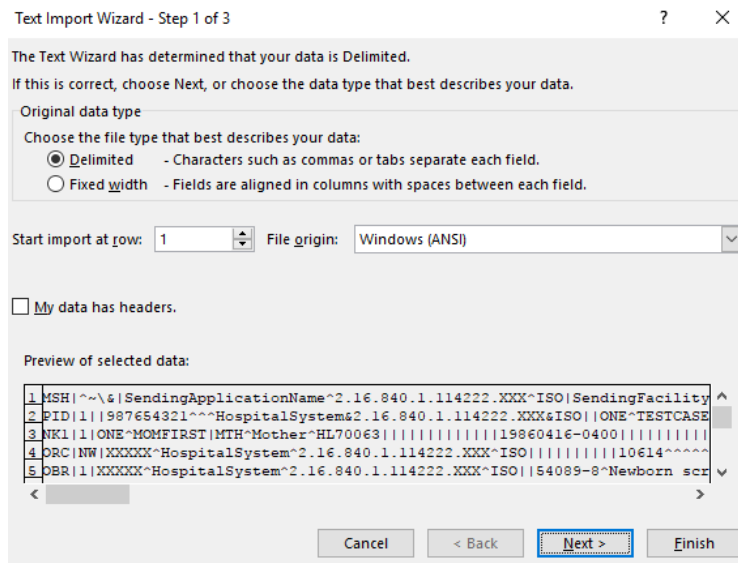 Text Import Wizard - Step 1 of 3 ? ×
The Text Wizard has determined that your data is Delimited.
If this is correct, choose Next, or choose the data type that best describes your data.
Original data type
Choose the file type that best describes your data:
Delimited - Characters such as commas or tabs separate each field.
Fixed width - Fields are aligned in columns with spaces between each field.
Start import at row: 1 File origin: Windows (ANSI)
My data has headers.
Preview of selected data:
1 MSH|^~\&|SendingApplicationName^2.16.840.1.114222.XXX^ISO|SendingFacility
2 PID|1||987654321^^^HospitalSystem&2.16.840.1.114222.XXX&ISO||ONE^TESTCASE
3 NK1|1|ONE^MOMFIRST|MTH^Mother^HL70063|||||||||||||19860416-0400||||||||||
4 ORC|NW|XXXXX^HospitalSystem^2.16.840.1.114222.XXX^ISO||||||||||10614^^^^^
5 OBR|1|XXXXX^HospitalSystem^2.16.840.1.114222.XXX^ISO||54089-8^Newborn scr
Cancel < Back Next > Finish